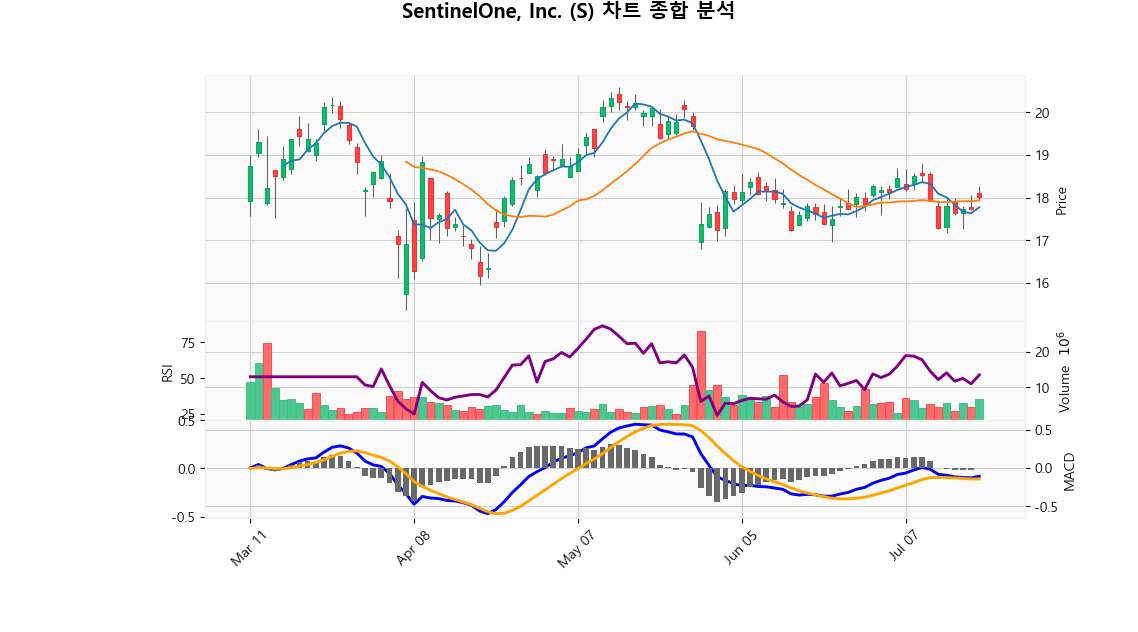 SentinelOne, Inc. (S) 차트 종합 분석
20
19
18
17
16
Price
75
50
25
RSI
20
10
Volume 10⁶
0.5
0.0
-0.5
0.5
0.0
-0.5
MACD
Mar 11
Apr 08
May 07
Jun 05
Jul 07